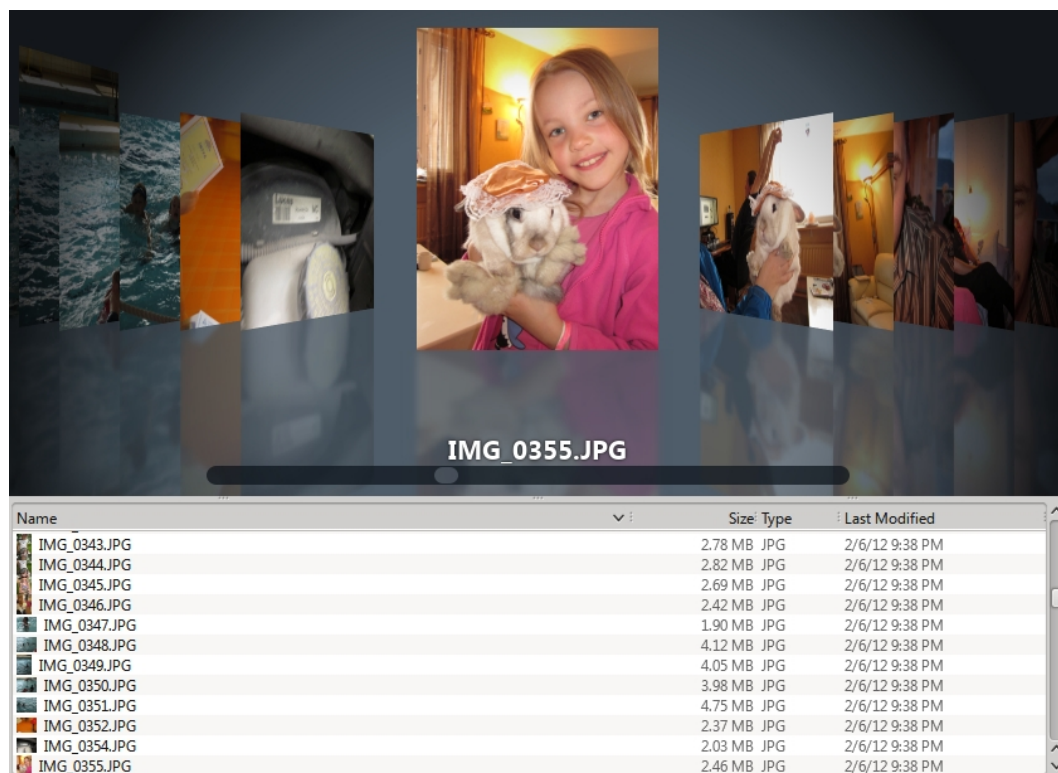 IMG_0355.JPG
Name Size Type Last Modified
IMG_0343.JPG 2.78 MB JPG 2/6/12 9:38 PM
IMG_0344.JPG 2.82 MB JPG 2/6/12 9:38 PM
IMG_0345.JPG 2.69 MB JPG 2/6/12 9:38 PM
IMG_0346.JPG 2.42 MB JPG 2/6/12 9:38 PM
IMG_0347.JPG 1.90 MB JPG 2/6/12 9:38 PM
IMG_0348.JPG 4.12 MB JPG 2/6/12 9:38 PM
IMG_0349.JPG 4.05 MB JPG 2/6/12 9:38 PM
IMG_0350.JPG 3.98 MB JPG 2/6/12 9:38 PM
IMG_0351.JPG 4.75 MB JPG 2/6/12 9:38 PM
IMG_0352.JPG 2.37 MB JPG 2/6/12 9:38 PM
IMG_0354.JPG 2.03 MB JPG 2/6/12 9:38 PM
IMG_0355.JPG 2.46 MB JPG 2/6/12 9:38 PM